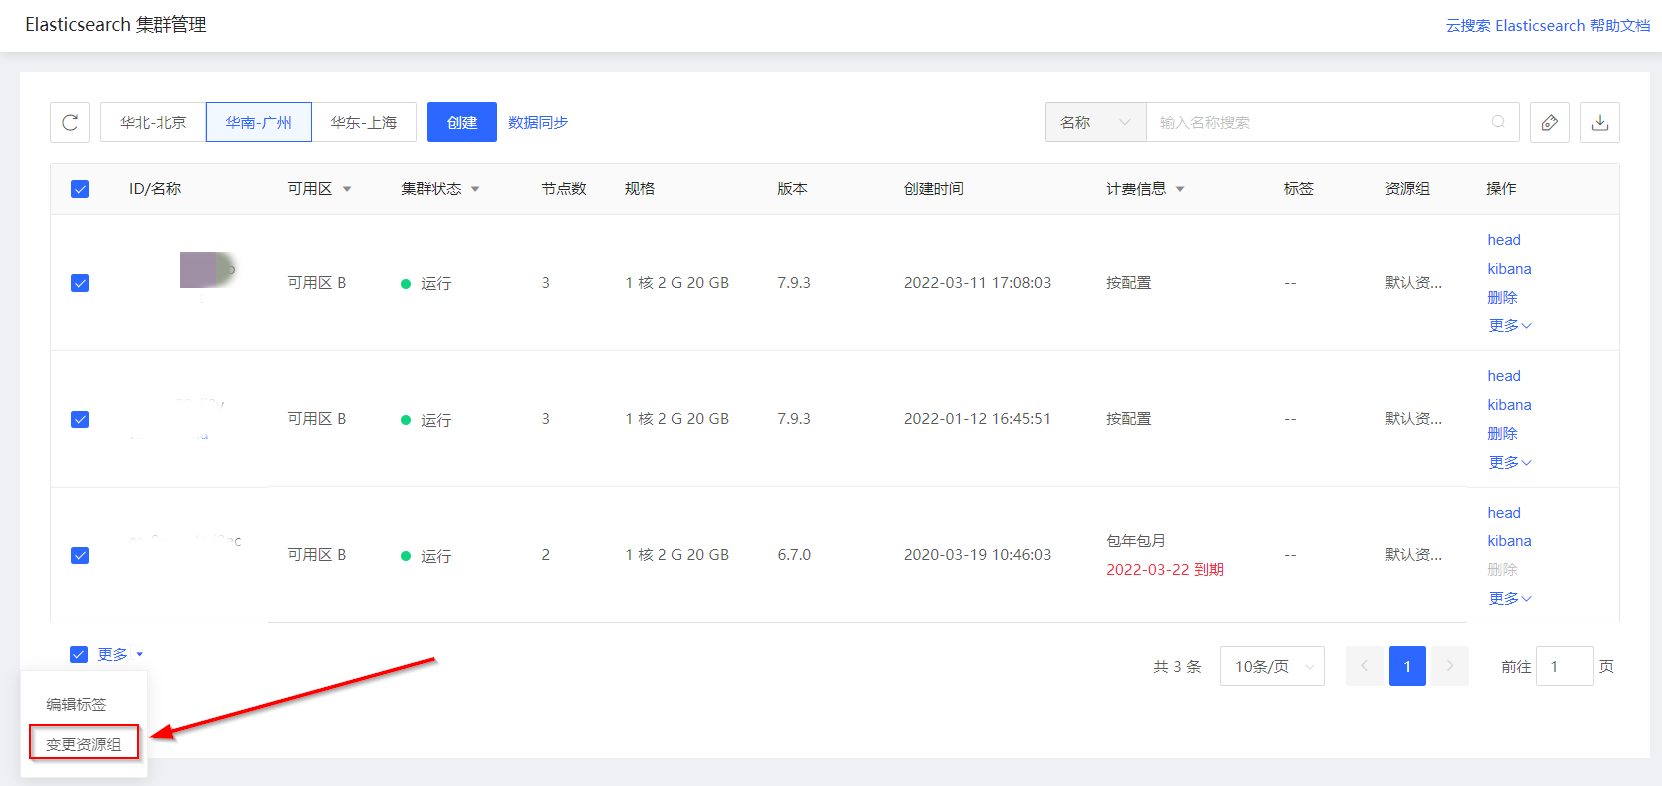 Elasticsearch 集群管理
云搜索 Elasticsearch 帮助文档
华北-北京 华南-广州 华东-上海 创建 数据同步 名称 输入名称搜索
ID/名称 可用区 集群状态 节点数 规格 版本 创建时间 计费信息 标签 资源组 操作
head
kibana
可用区 B 运行 3 1 核 2 G 20 GB 7.9.3 2022-03-11 17:08:03 按配置 -- 默认资...
删除
更多
head
kibana
可用区 B 运行 3 1 核 2 G 20 GB 7.9.3 2022-01-12 16:45:51 按配置 -- 默认资...
删除
更多
head
包年包月
kibana
可用区 B 运行 2 1 核 2 G 20 GB 6.7.0 2020-03-19 10:46:03 -- 默认资...
2022-03-22 到期
删除
更多
更多
共 3 条 10条/页 1 前往 1 页
编辑标签
变更资源组